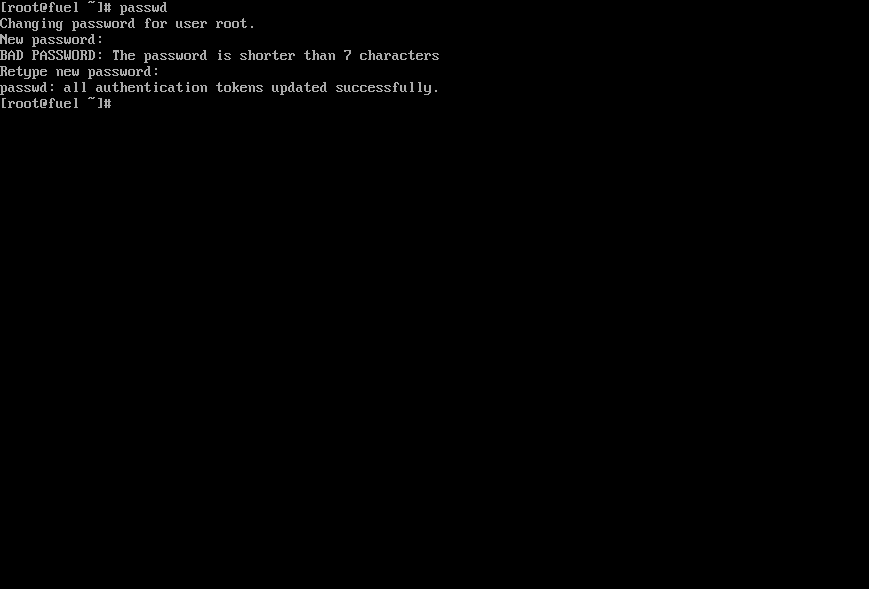 [root@fuel ~]# passwd
Changing password for user root.
New password:
BAD PASSWORD: The password is shorter than 7 characters
Retype new password:
passwd: all authentication tokens updated successfully.
[root@fuel ~]#